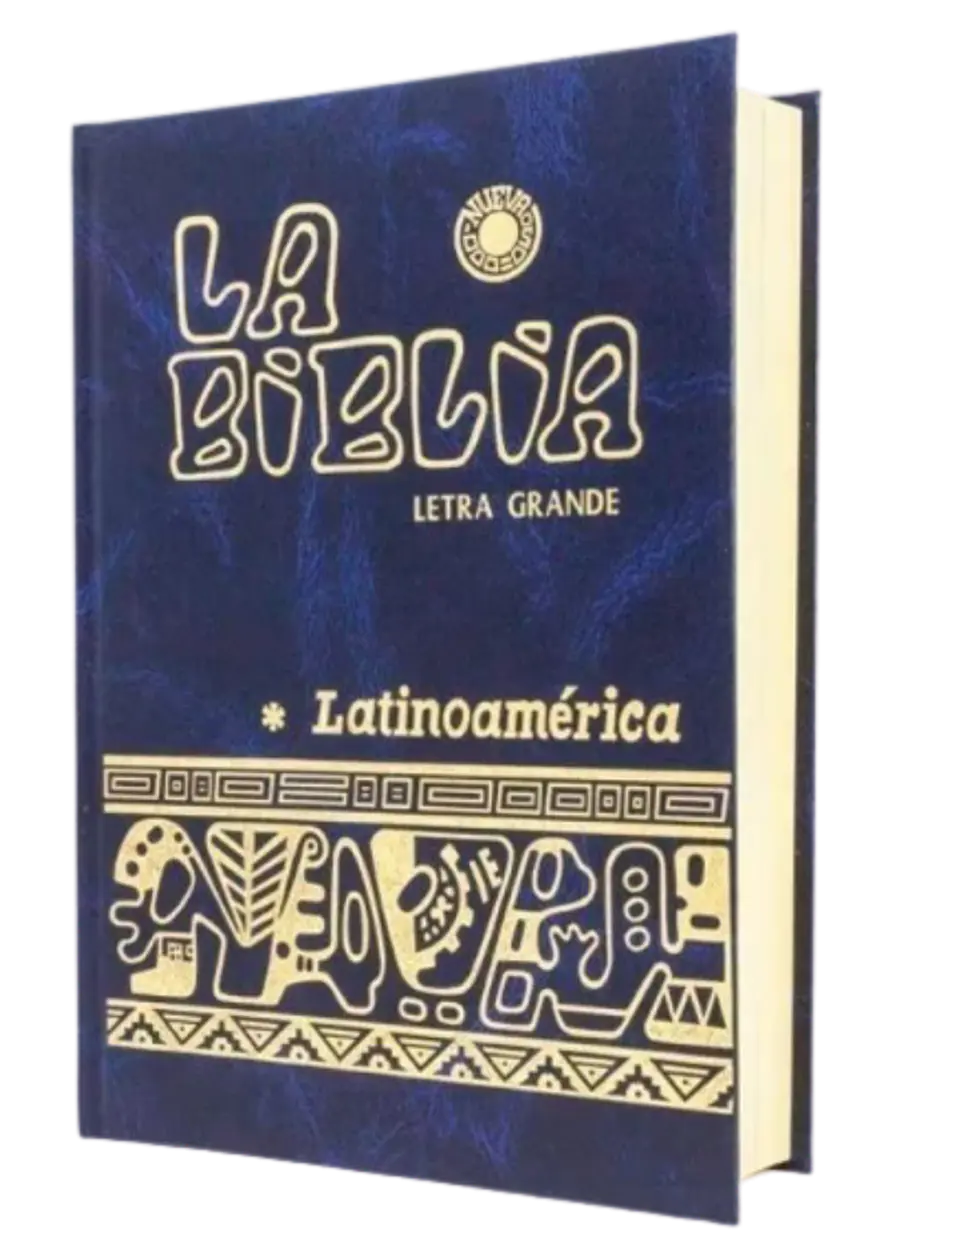 NUEVA
LA
BiBLiA
LETRA GRANDE
* Latinoamérica